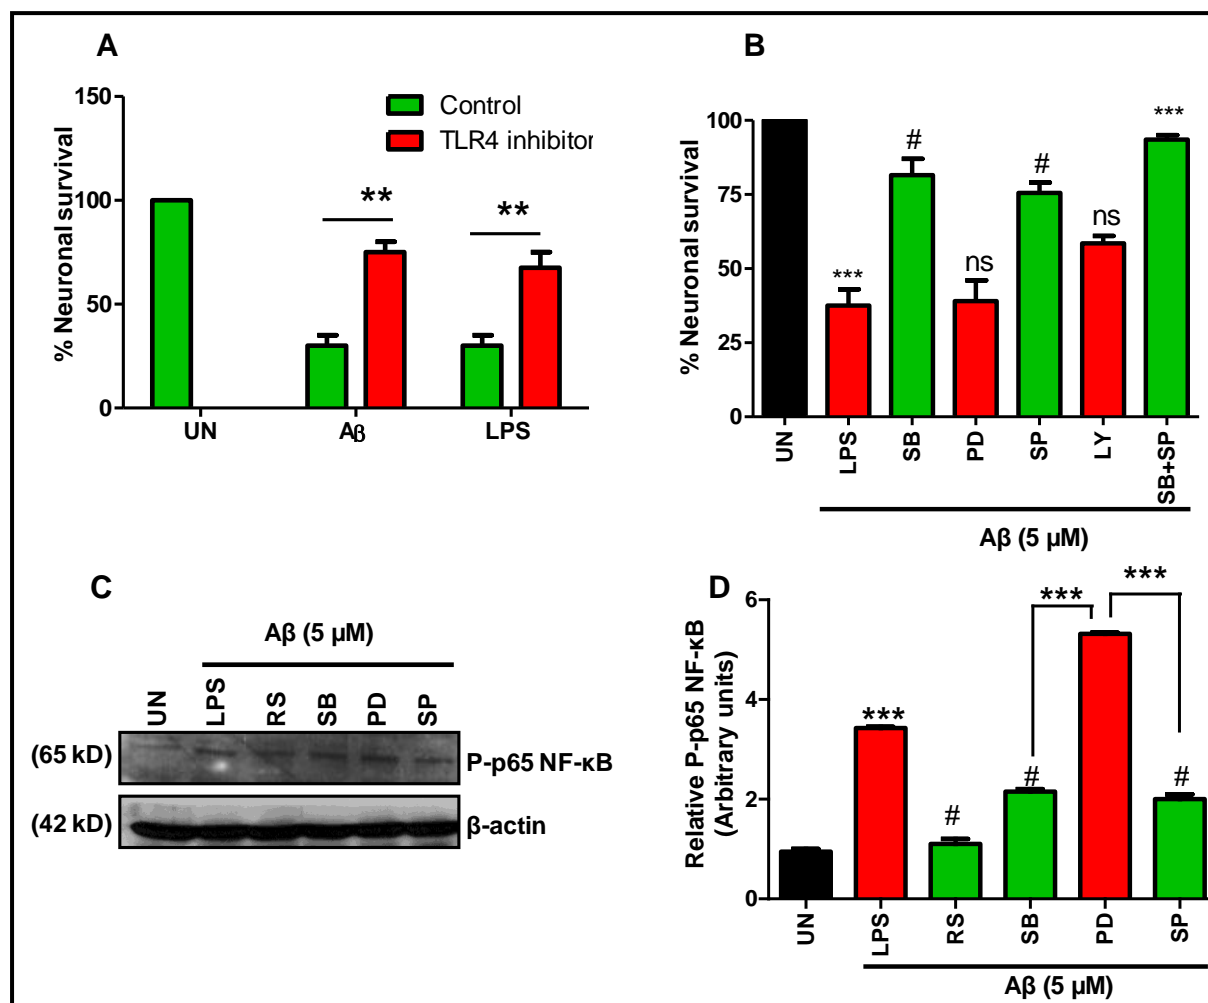 A
% Neuronal survival
150
100
50
0
Control
TLR4 inhibitor
**
**
UN
Aβ
LPS
B
% Neuronal survival
100
75
50
25
0
***
#
ns
#
ns
***
UN
LPS
SB
PD
SP
LY
SB+SP
Aβ (5 µM)
C
Aβ (5 µM)
UN
LPS
RS
SB
PD
SP
(65 kD)
P-p65 NF-κB
(42 kD)
β-actin
D
Relative P-p65 NF-κB
(Arbitrary units)
6
4
2
0
***
***
***
#
#
#
UN
LPS
RS
SB
PD
SP
Aβ (5 µM)